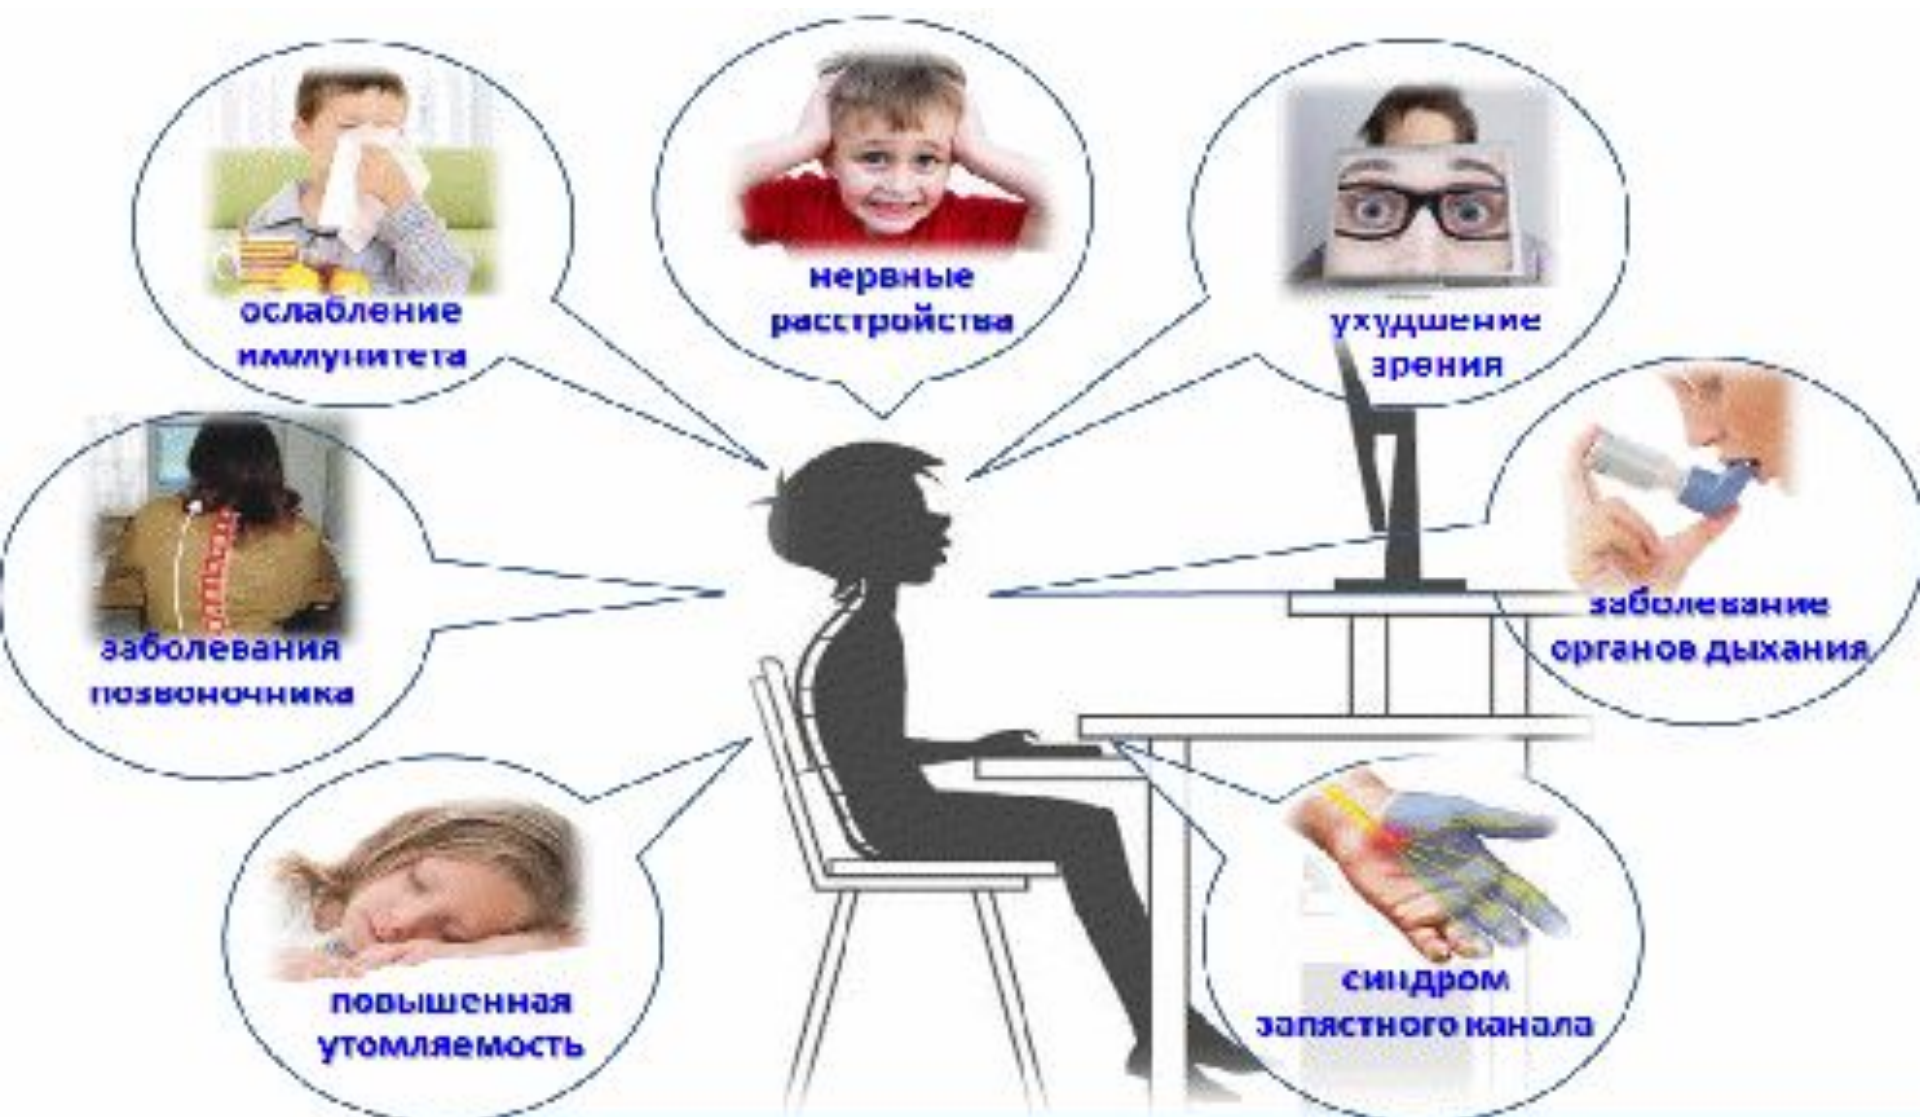 ослабление
иммунитета
нервные
расстройства
ухудшение
зрения
заболевания
позвоночника
заболевание
органов дыхания
повышенная
утомляемость
синдром
запястного канала